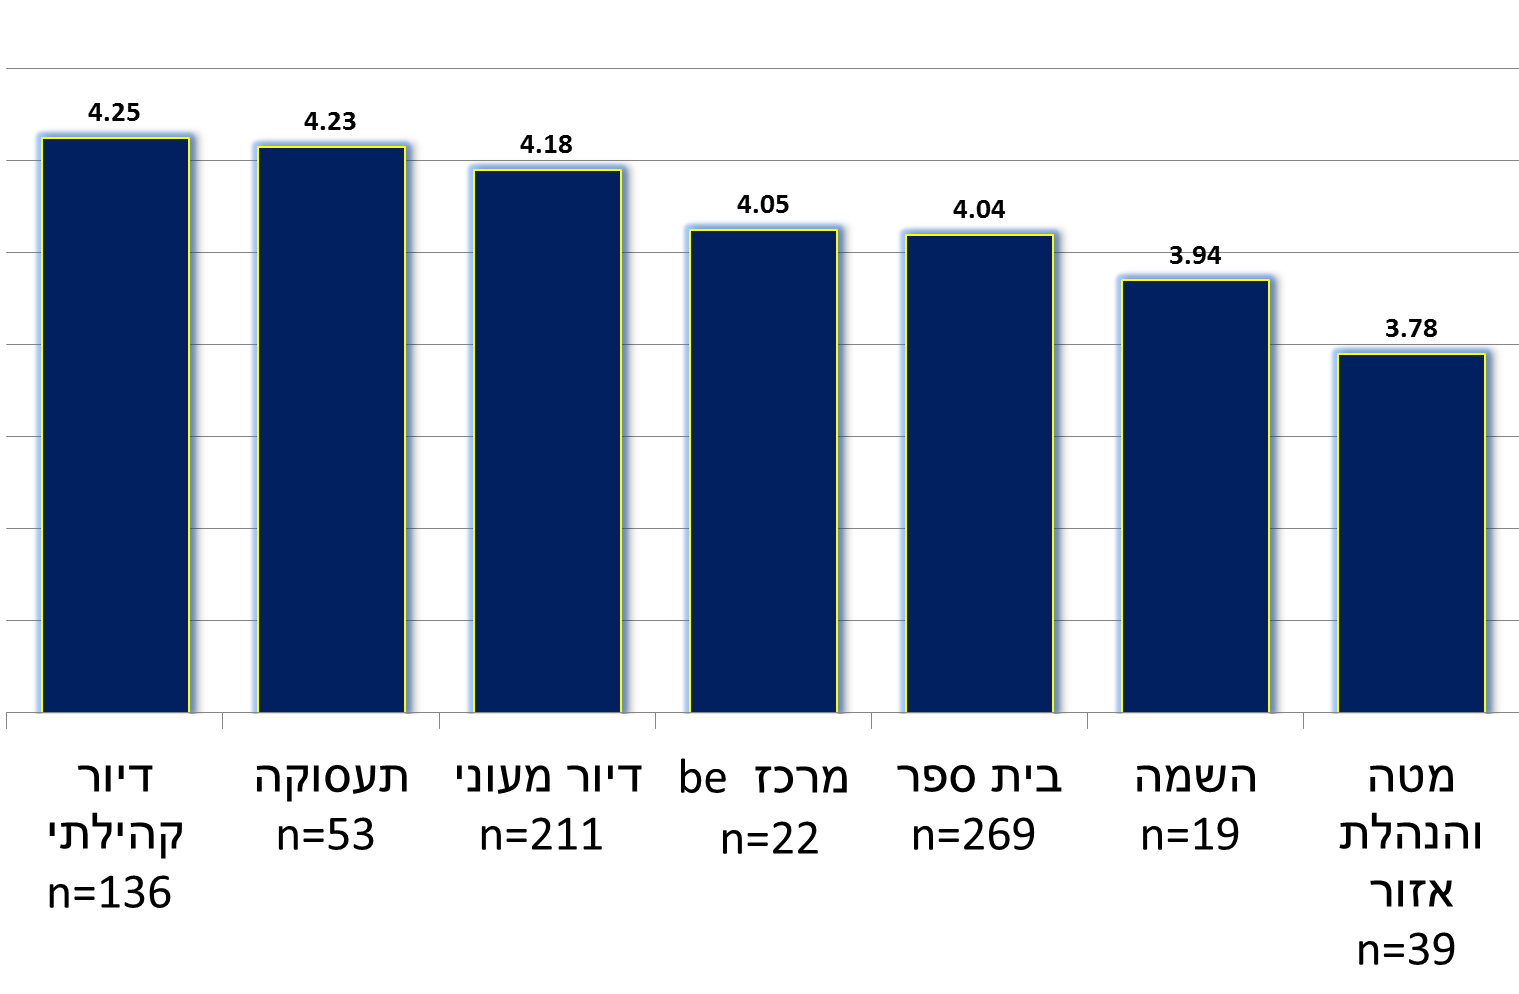 4.25
4.23
4.18
4.05
4.04
3.94
3.78
דיור
קהילתי
n=136
תעסוקה
n=53
דיור מעוני
n=211
מרכז be
n=22
בית ספר
n=269
השמה
n=19
מטה
והנהלת
אזור
n=39